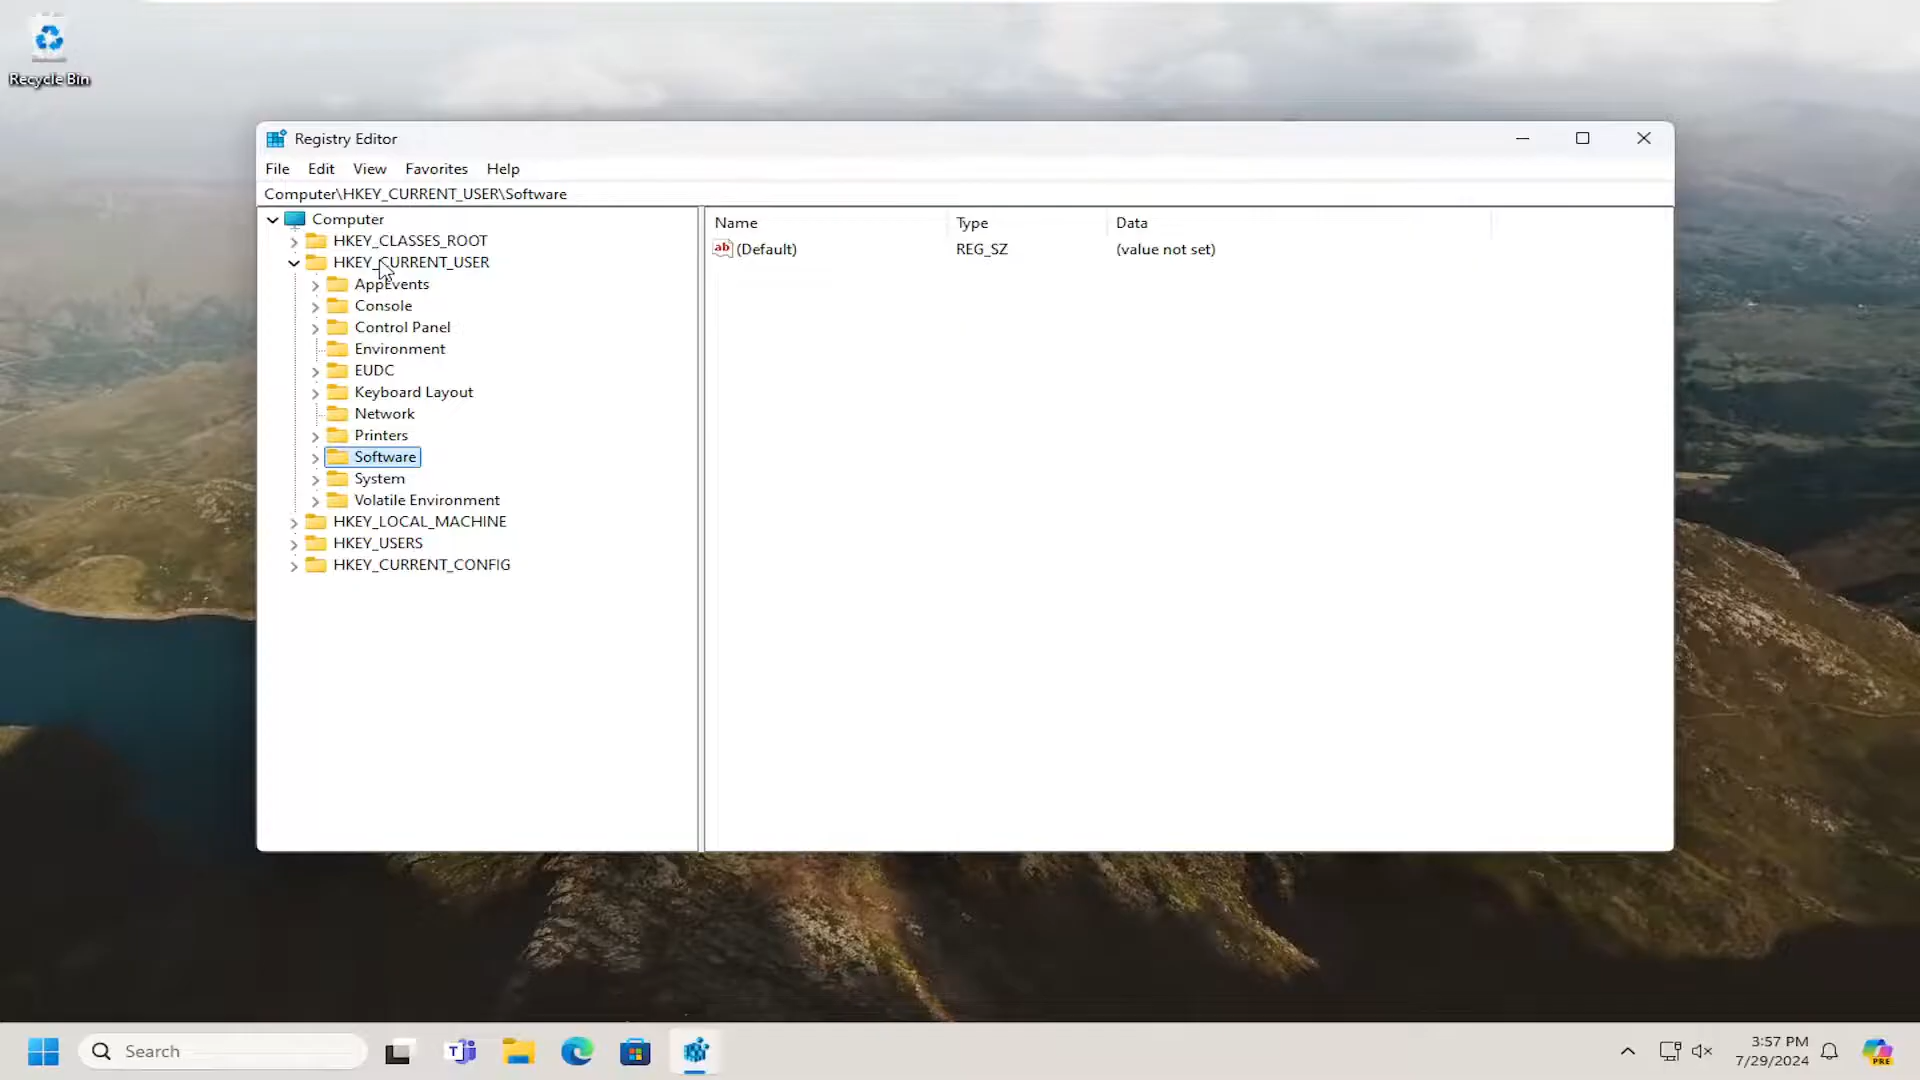 Recycle Bin
Registry Editor
File Edit View Favorites Help
Computer\HKEY_CURRENT_USER\Software
Computer
HKEY_CLASSES_ROOT
HKEY_CURRENT_USER
AppEvents
Console
Control Panel
Environment
EUDC
Keyboard Layout
Network
Printers
Software
System
Volatile Environment
HKEY_LOCAL_MACHINE
HKEY_USERS
HKEY_CURRENT_CONFIG
Name Type Data
ab (Default) REG_SZ (value not set)
Search
T
3:57 PM
7/29/2024
PRE